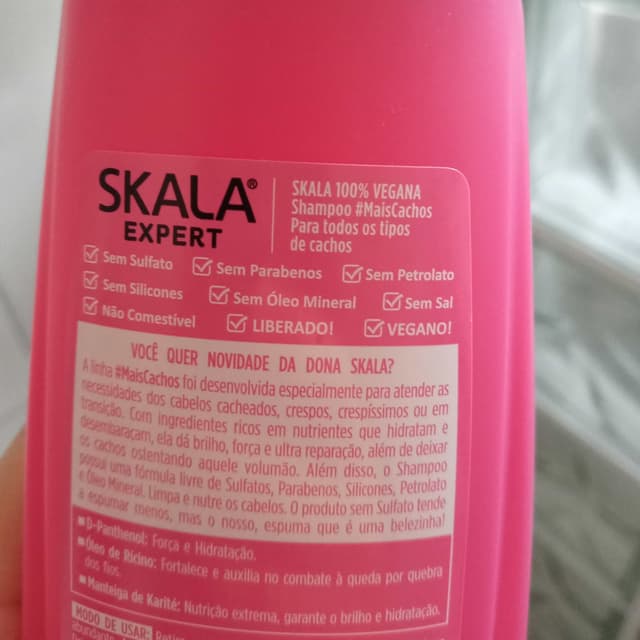 SKALA®
EXPERT
SKALA 100% VEGANA
Shampoo #MaisCachos
Para todos os tipos
de cachos
Sem Sulfato
Sem Parabenos
Sem Petrolato
Sem Silicones
Sem Óleo Mineral
Sem Sal
Não Comestível
LIBERADO!
VEGANO!
VOCÊ QUER NOVIDADE DA DONA SKALA?
A linha #MaisCachos foi desenvolvida especialmente para atender as
necessidades dos cabelos cacheados, crespos, crespíssimos ou em
transição. Com ingredientes ricos em nutrientes que hidratam e
desembaraçam, ela dá brilho, força e ultra reparação, além de deixar
os cachos ostentando aquele volumão. Além disso, o Shampoo
possui uma fórmula livre de Sulfatos, Parabenos, Silicones, Petrolato
e Óleo Mineral. Limpa e nutre os cabelos. O produto sem Sulfato tende
a espumar menos, mas o nosso, espuma que é uma belezinha!
D-Panthenol: Força e Hidratação.
Óleo de Ricino: Fortalece e auxilia no combate à queda por quebra
dos fios.
Manteiga de Karité: Nutrição extrema, garante o brilho e hidratação.
MODO DE USAR: